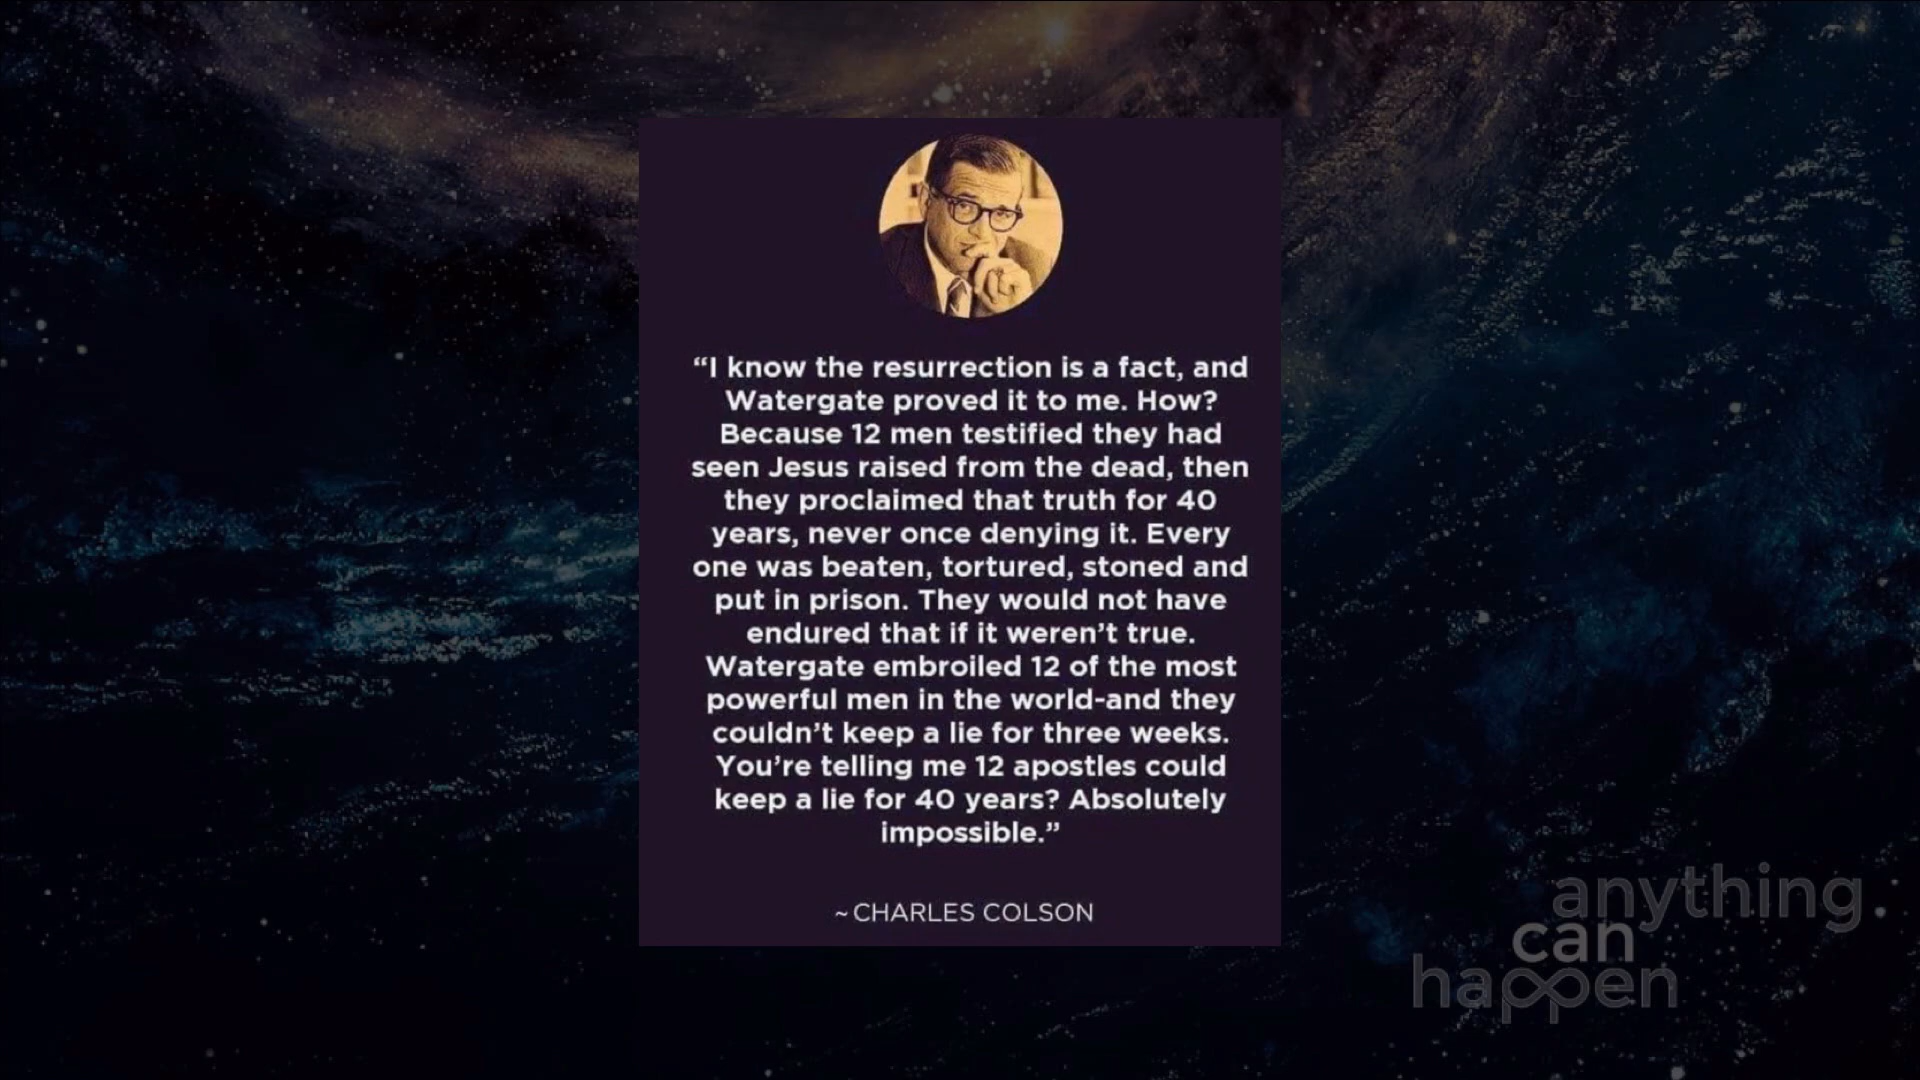 “I know the resurrection is a fact, and
Watergate proved it to me. How?
Because 12 men testified they had
seen Jesus raised from the dead, then
they proclaimed that truth for 40
years, never once denying it. Every
one was beaten, tortured, stoned and
put in prison. They would not have
endured that if it weren’t true.
Watergate embroiled 12 of the most
powerful men in the world-and they
couldn’t keep a lie for three weeks.
You’re telling me 12 apostles could
keep a lie for 40 years? Absolutely
impossible.”
~ CHARLES COLSON
anything
can
happen